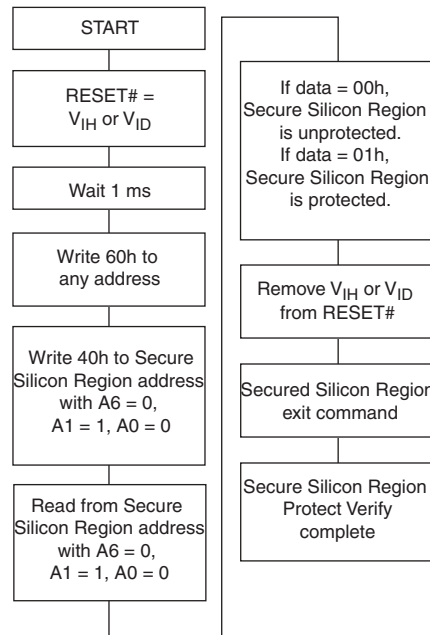 START
RESET# =
VIH or VID
Wait 1 ms
Write 60h to
any address
Write 40h to Secure
Silicon Region address
with A6 = 0,
A1 = 1, A0 = 0
Read from Secure
Silicon Region address
with A6 = 0,
A1 = 1, A0 = 0
If data = 00h,
Secure Silicon Region
is unprotected.
If data = 01h,
Secure Silicon Region
is protected.
Remove VIH or VID
from RESET#
Secured Silicon Region
exit command
Secure Silicon Region
Protect Verify
complete